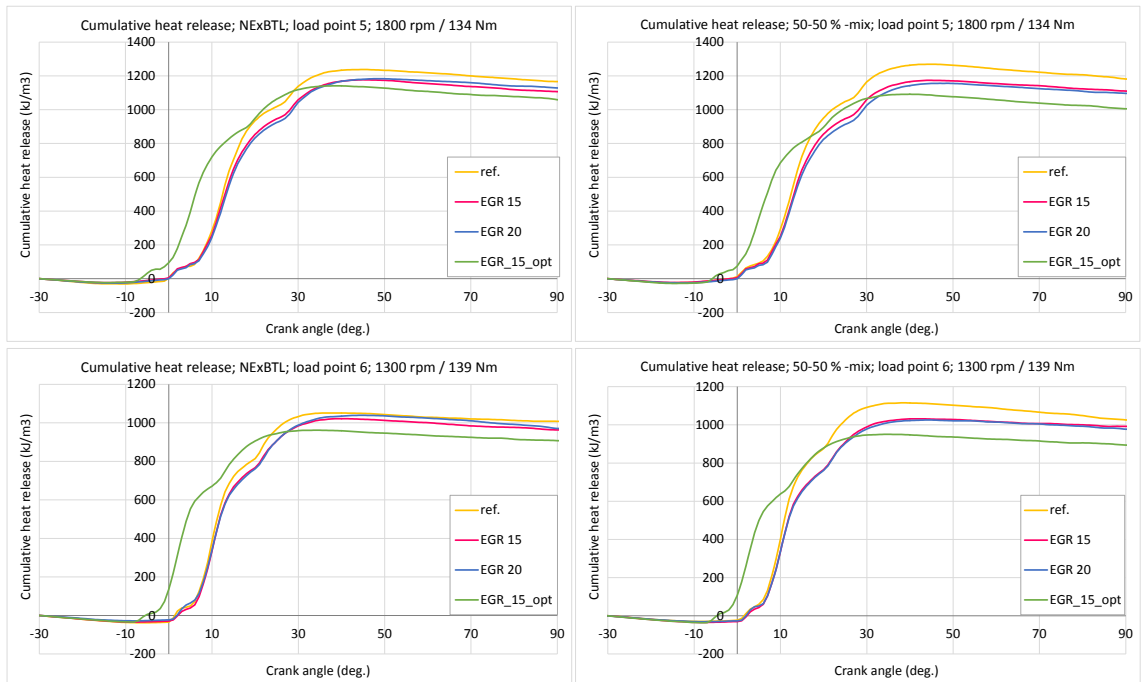 Cumulative heat release; NExBTL, load point 5; 1800 rpm / 134 Nm
Cumulative heat release (kJ/m3)
1400
1200
1000
800
600
400
200
0
-200
-30
-10
10
30
50
70
90
Crank angle (deg.)
ref.
EGR 15
EGR 20
EGR_15_opt
Cumulative heat release; 50-50 % -mix; load point 5; 1800 rpm / 134 Nm
Cumulative heat release (kJ/m3)
1400
1200
1000
800
600
400
200
0
-200
-30
-10
10
30
50
70
90
Crank angle (deg.)
ref.
EGR 15
EGR 20
EGR_15_opt
Cumulative heat release; NExBTL; load point 6; 1300 rpm / 139 Nm
Cumulative heat release (kJ/m3)
1200
1000
800
600
400
200
0
-200
-30
-10
10
30
50
70
90
Crank angle (deg.)
ref.
EGR 15
EGR 20
EGR_15_opt
Cumulative heat release; 50-50 % -mix; load point 6; 1300 rpm / 139 Nm
Cumulative heat release (kJ/m3)
1200
1000
800
600
400
200
0
-200
-30
-10
10
30
50
70
90
Crank angle (deg.)
ref.
EGR 15
EGR 20
EGR_15_opt